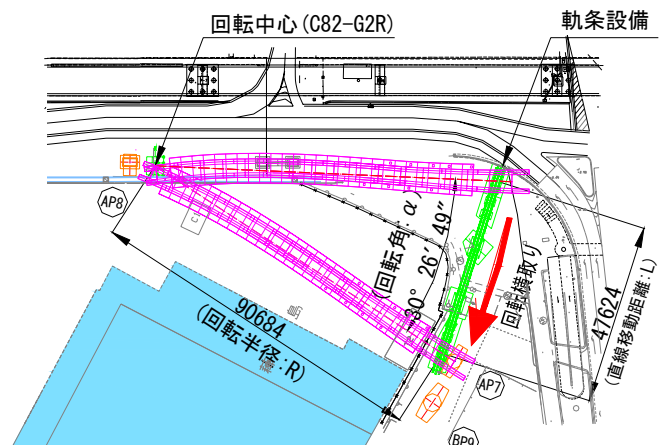 回転中心(C82-G2R)
軌条設備
AP8
(回転角:α)
30° 26′ 49″
回転横取り
47624
(直線移動距離:L)
90684
(回転半径:R)
AP7
BP9